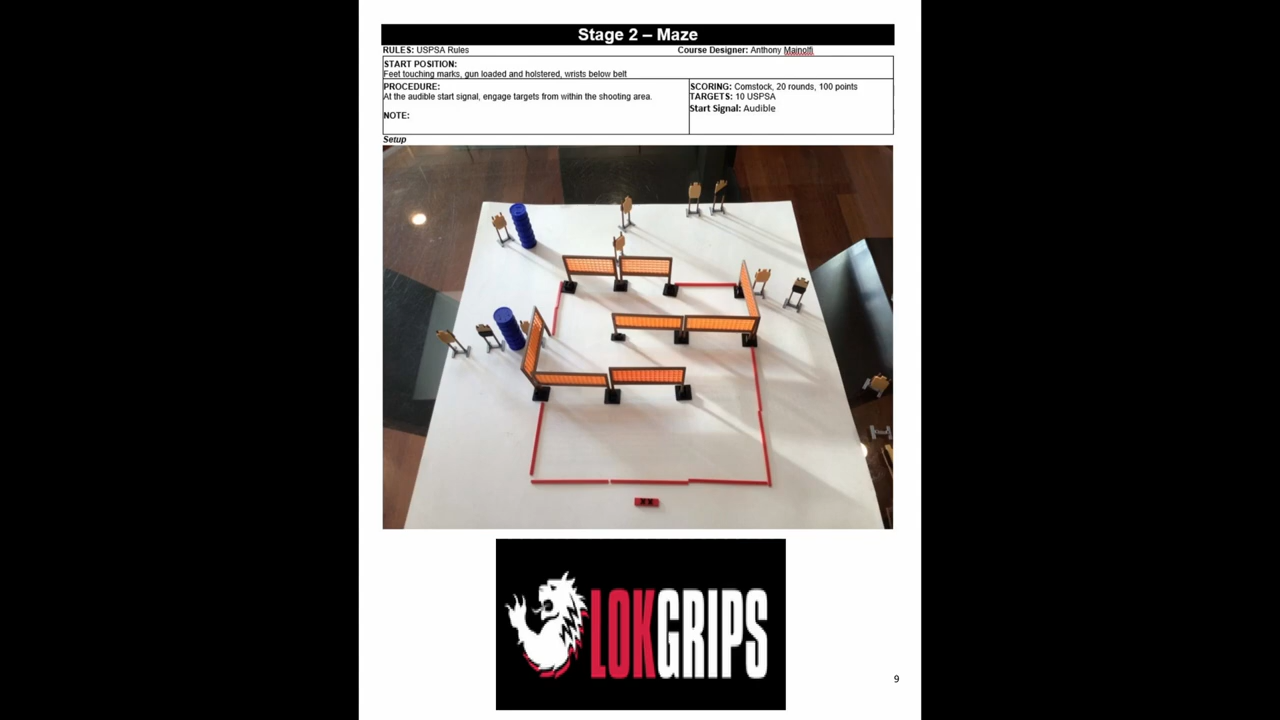 Stage 2 – Maze
RULES: USPSA Rules
Course Designer: Anthony Mainolfi
START POSITION:
Feet touching marks, gun loaded and holstered, wrists below belt
PROCEDURE:
At the audible start signal, engage targets from within the shooting area.
NOTE:
SCORING: Comstock, 20 rounds, 100 points
TARGETS: 10 USPSA
Start Signal: Audible
Setup
XX
LOKGRIPS
9